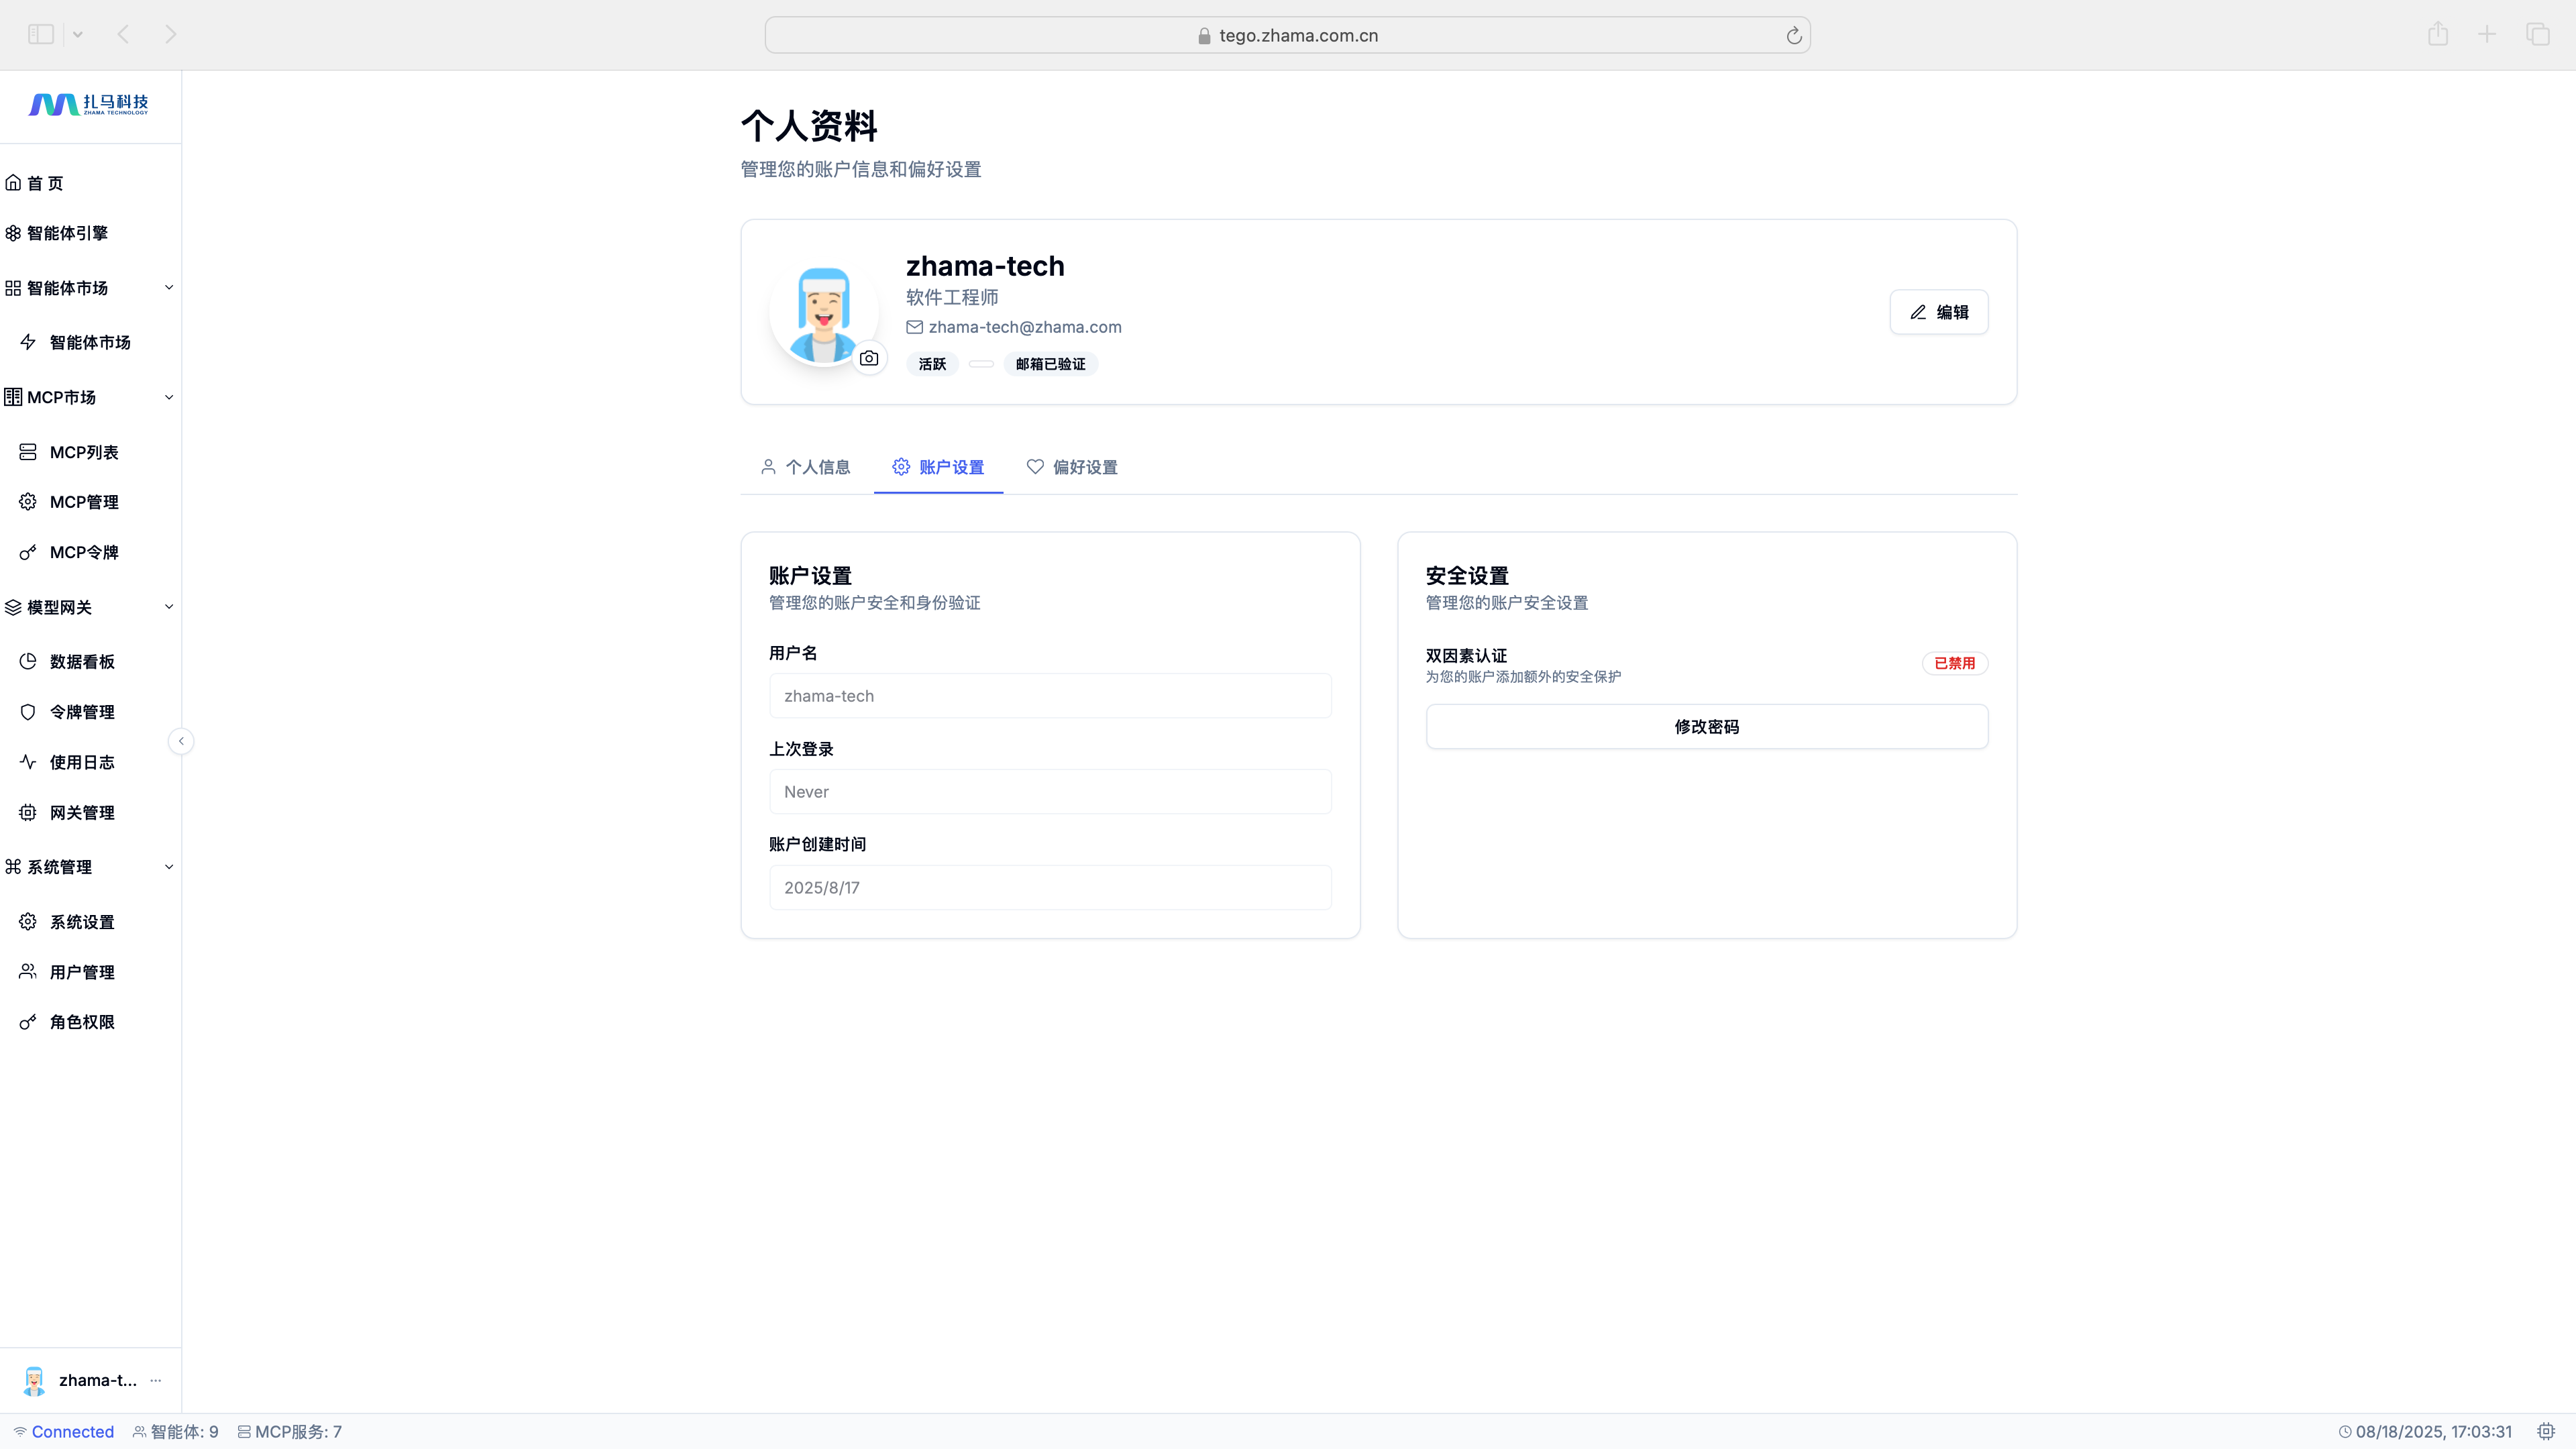 tego.zhama.com.cn
扎马科技
ZHAMA TECHNOLOGY
首 页
智能体引擎
智能体市场
智能体市场
MCP市场
MCP列表
MCP管理
MCP令牌
模型网关
数据看板
令牌管理
使用日志
网关管理
系统管理
系统设置
用户管理
角色权限
zhama-t...
个人资料
管理您的账户信息和偏好设置
zhama-tech
软件工程师
zhama-tech@zhama.com
活跃
邮箱已验证
编辑
个人信息
账户设置
偏好设置
账户设置
管理您的账户安全和身份验证
用户名
zhama-tech
上次登录
Never
账户创建时间
2025/8/17
安全设置
管理您的账户安全设置
双因素认证
为您的账户添加额外的安全保护
已禁用
修改密码
Connected
智能体: 9
MCP服务: 7
08/18/2025, 17:03:31